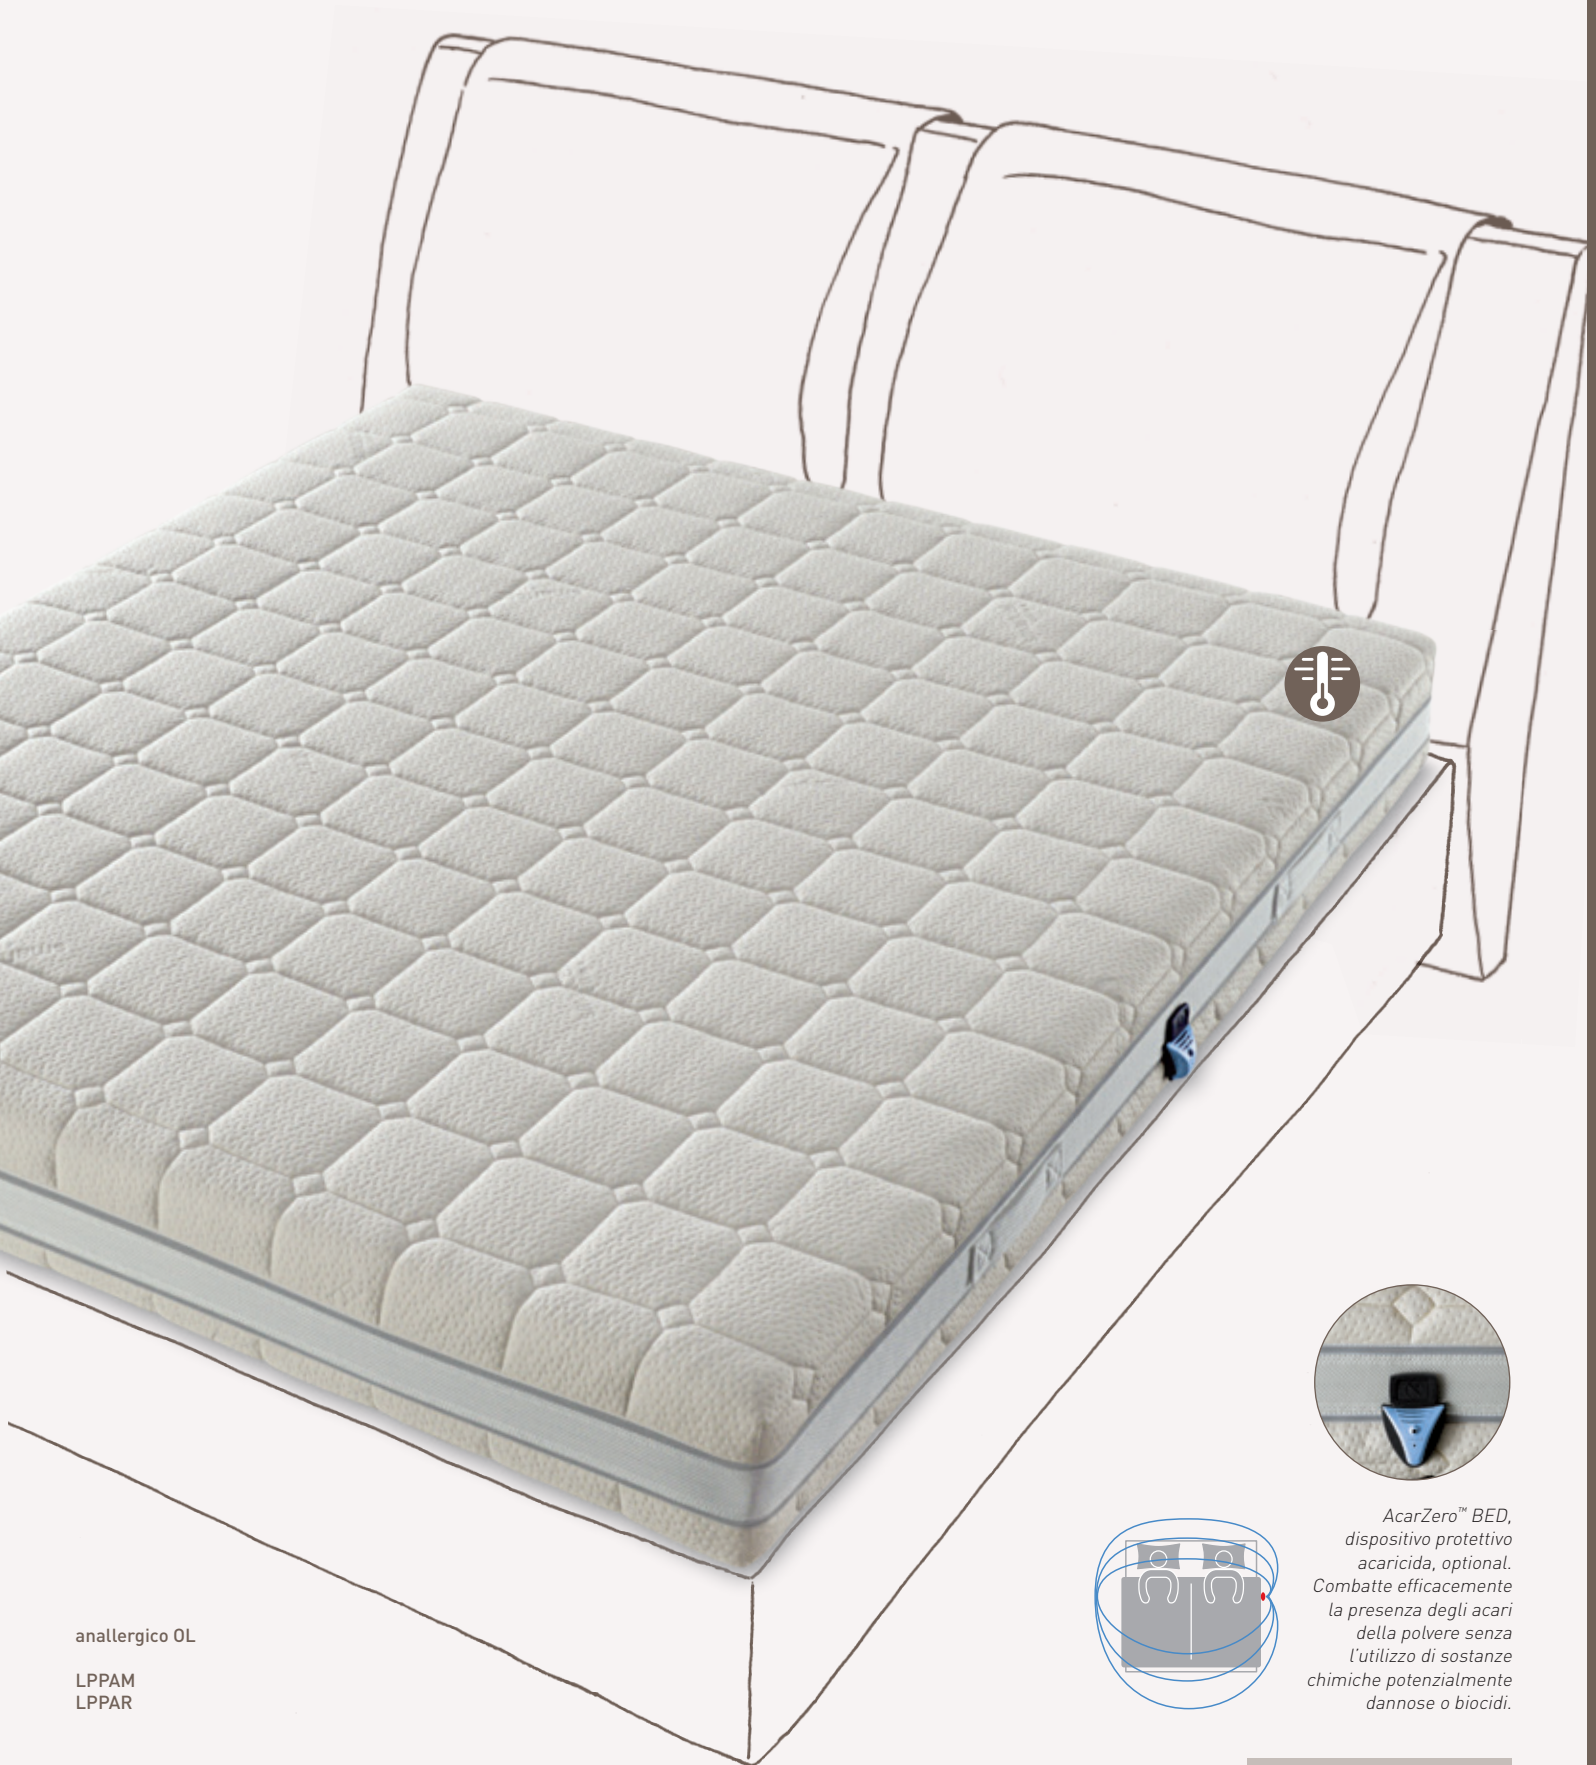 AcarZero™ BED,
dispositivo protettivo
acaricida, optional.
Combatte efficacemente
la presenza degli acari
della polvere senza
l'utilizzo di sostanze
chimiche potenzialmente
dannose o biocidi.
anallergico OL
LPPAM
LPPAR